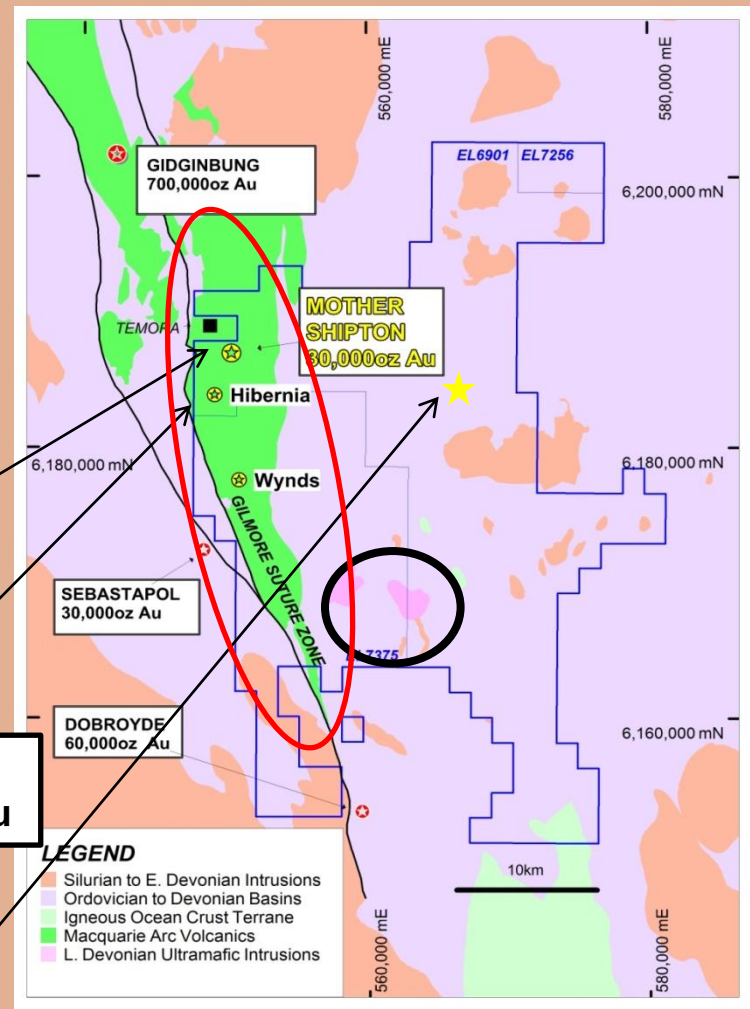 560,000 mE
580,000 mE
EL6901
EL7256
GIDGINBUNG
700,000oz Au
6,200,000 mN
MOTHER
SHIPTON
30,000oz Au
TEMORA
Hibernia
6,180,000 mN
6,180,000 mN
Wynds
GILMORE SUTURE ZONE
SEBASTAPOL
30,000oz Au
EL7375
DOBROYDE
60,000oz Au
6,160,000 mN
u
LEGEND
Silurian to E. Devonian Intrusions
Ordovician to Devonian Basins
Igneous Ocean Crust Terrane
Macquarie Arc Volcanics
L. Devonian Ultramafic Intrusions
10km
560,000 mE
580,000 mE